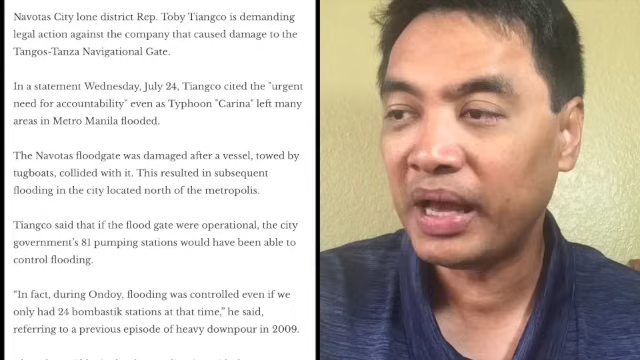 Navotas City lone district Rep. Toby Tiangco is demanding
legal action against the company that caused damage to the
Tangos-Tanza Navigational Gate.
In a statement Wednesday, July 24, Tiangco cited the "urgent
need for accountability" even as Typhoon "Carina" left many
areas in Metro Manila flooded.
The Navotas floodgate was damaged after a vessel, towed by
tugboats, collided with it. This resulted in subsequent
flooding in the city located north of the metropolis.
Tiangco said that if the flood gate were operational, the city
government's 81 pumping stations would have been able to
control flooding.
"In fact, during Ondoy, flooding was controlled even if we
only had 24 bombastik stations at that time," he said,
referring to a previous episode of heavy downpour in 2009.